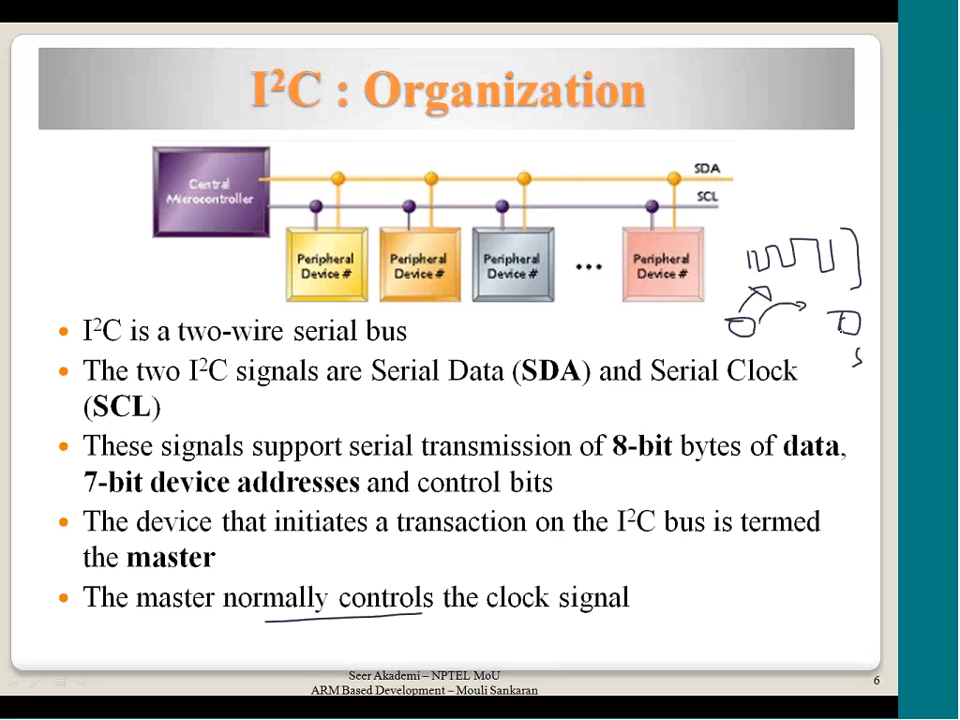 I²C : Organization
Central
Microcontroller
SDA
SCL
Peripheral
Device #
Peripheral
Device #
Peripheral
Device #
...
Peripheral
Device #
• I²C is a two-wire serial bus
• The two I²C signals are Serial Data (SDA) and Serial Clock
(SCL)
• These signals support serial transmission of 8-bit bytes of data,
7-bit device addresses and control bits
• The device that initiates a transaction on the I²C bus is termed
the master
• The master normally controls the clock signal
Seer Akademi – NPTEL MoU
ARM Based Development – Mouli Sankaran
6